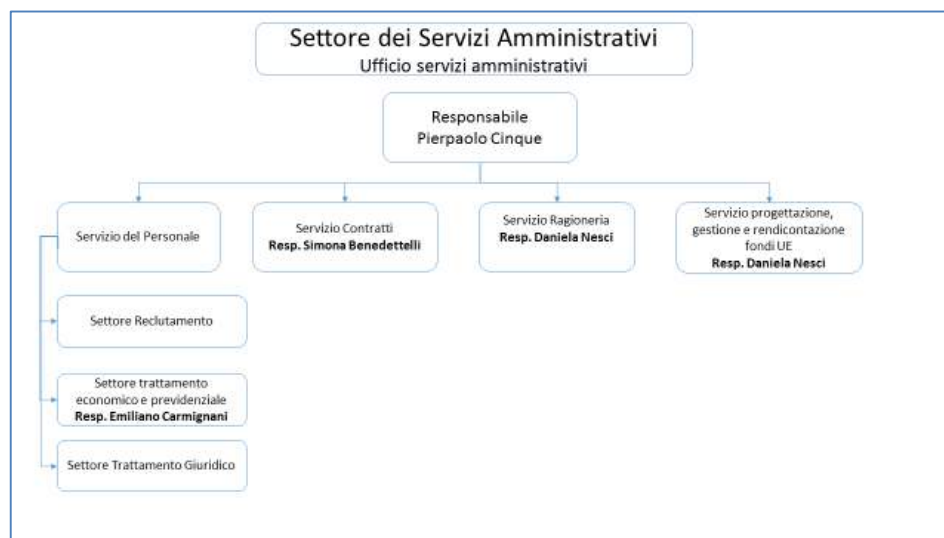 Settore dei Servizi Amministrativi
Ufficio servizi amministrativi
Responsabile
Pierpaolo Cinque
Servizio del Personale
Servizio Contratti
Resp. Simona Benedettelli
Servizio Ragioneria
Resp. Daniela Nesci
Servizio progettazione,
gestione e rendicontazione
fondi UE
Resp. Daniela Nesci
Settore Reclutamento
Settore trattamento
economico e previdenziale
Resp. Emiliano Carmignani
Settore Trattamento Giuridico